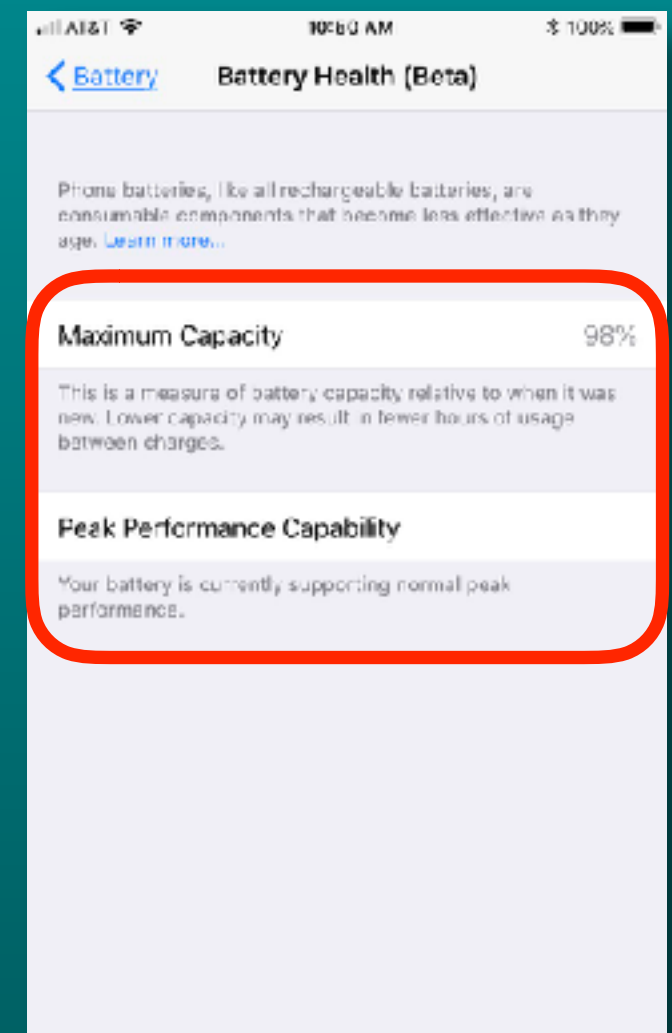 AT&T 10:50 AM 100%
Battery Battery Health (Beta)
Phone batteries, like all rechargeable batteries, are
consumable components that become less effective as they
age. Learn more...
Maximum Capacity 98%
This is a measure of battery capacity relative to when it was
new. Lower capacity may result in fewer hours of usage
between charges.
Peak Performance Capability
Your battery is currently supporting normal peak
performance.